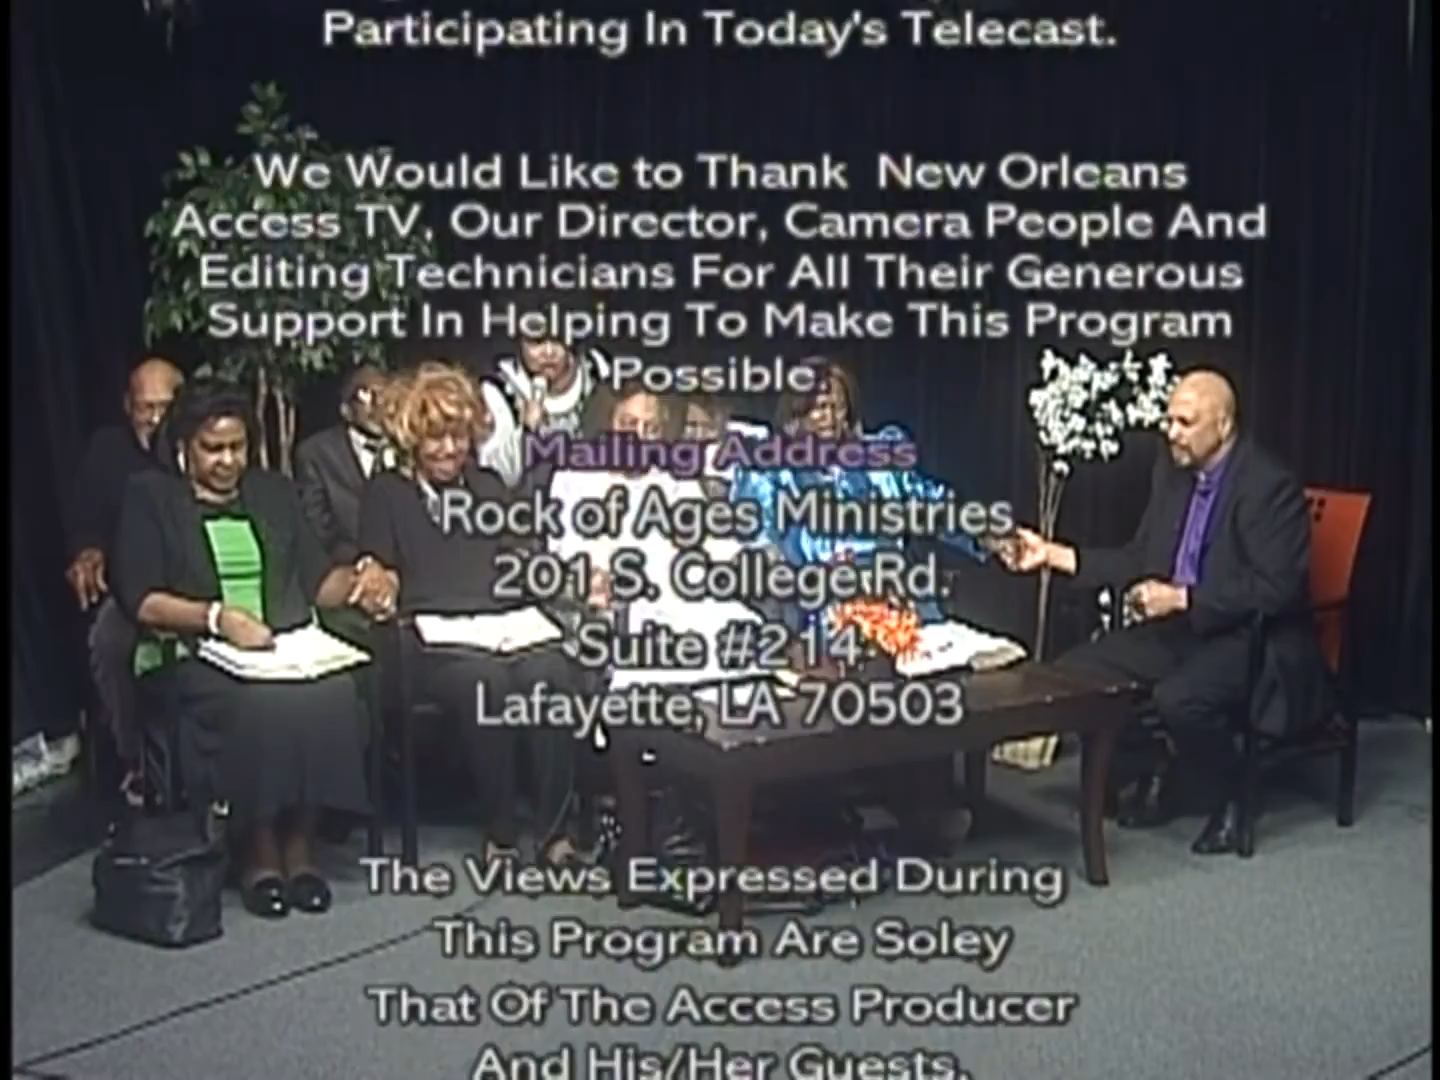 Participating In Today's Telecast.
We Would Like to Thank New Orleans
Access TV, Our Director, Camera People And
Editing Technicians For All Their Generous
Support In Helping To Make This Program
Possible.
Mailing Address
Rock of Ages Ministries
201 S. College Rd.
Suite #214
Lafayette, LA 70503
The Views Expressed During
This Program Are Soley
That Of The Access Producer
And His/Her Guests.